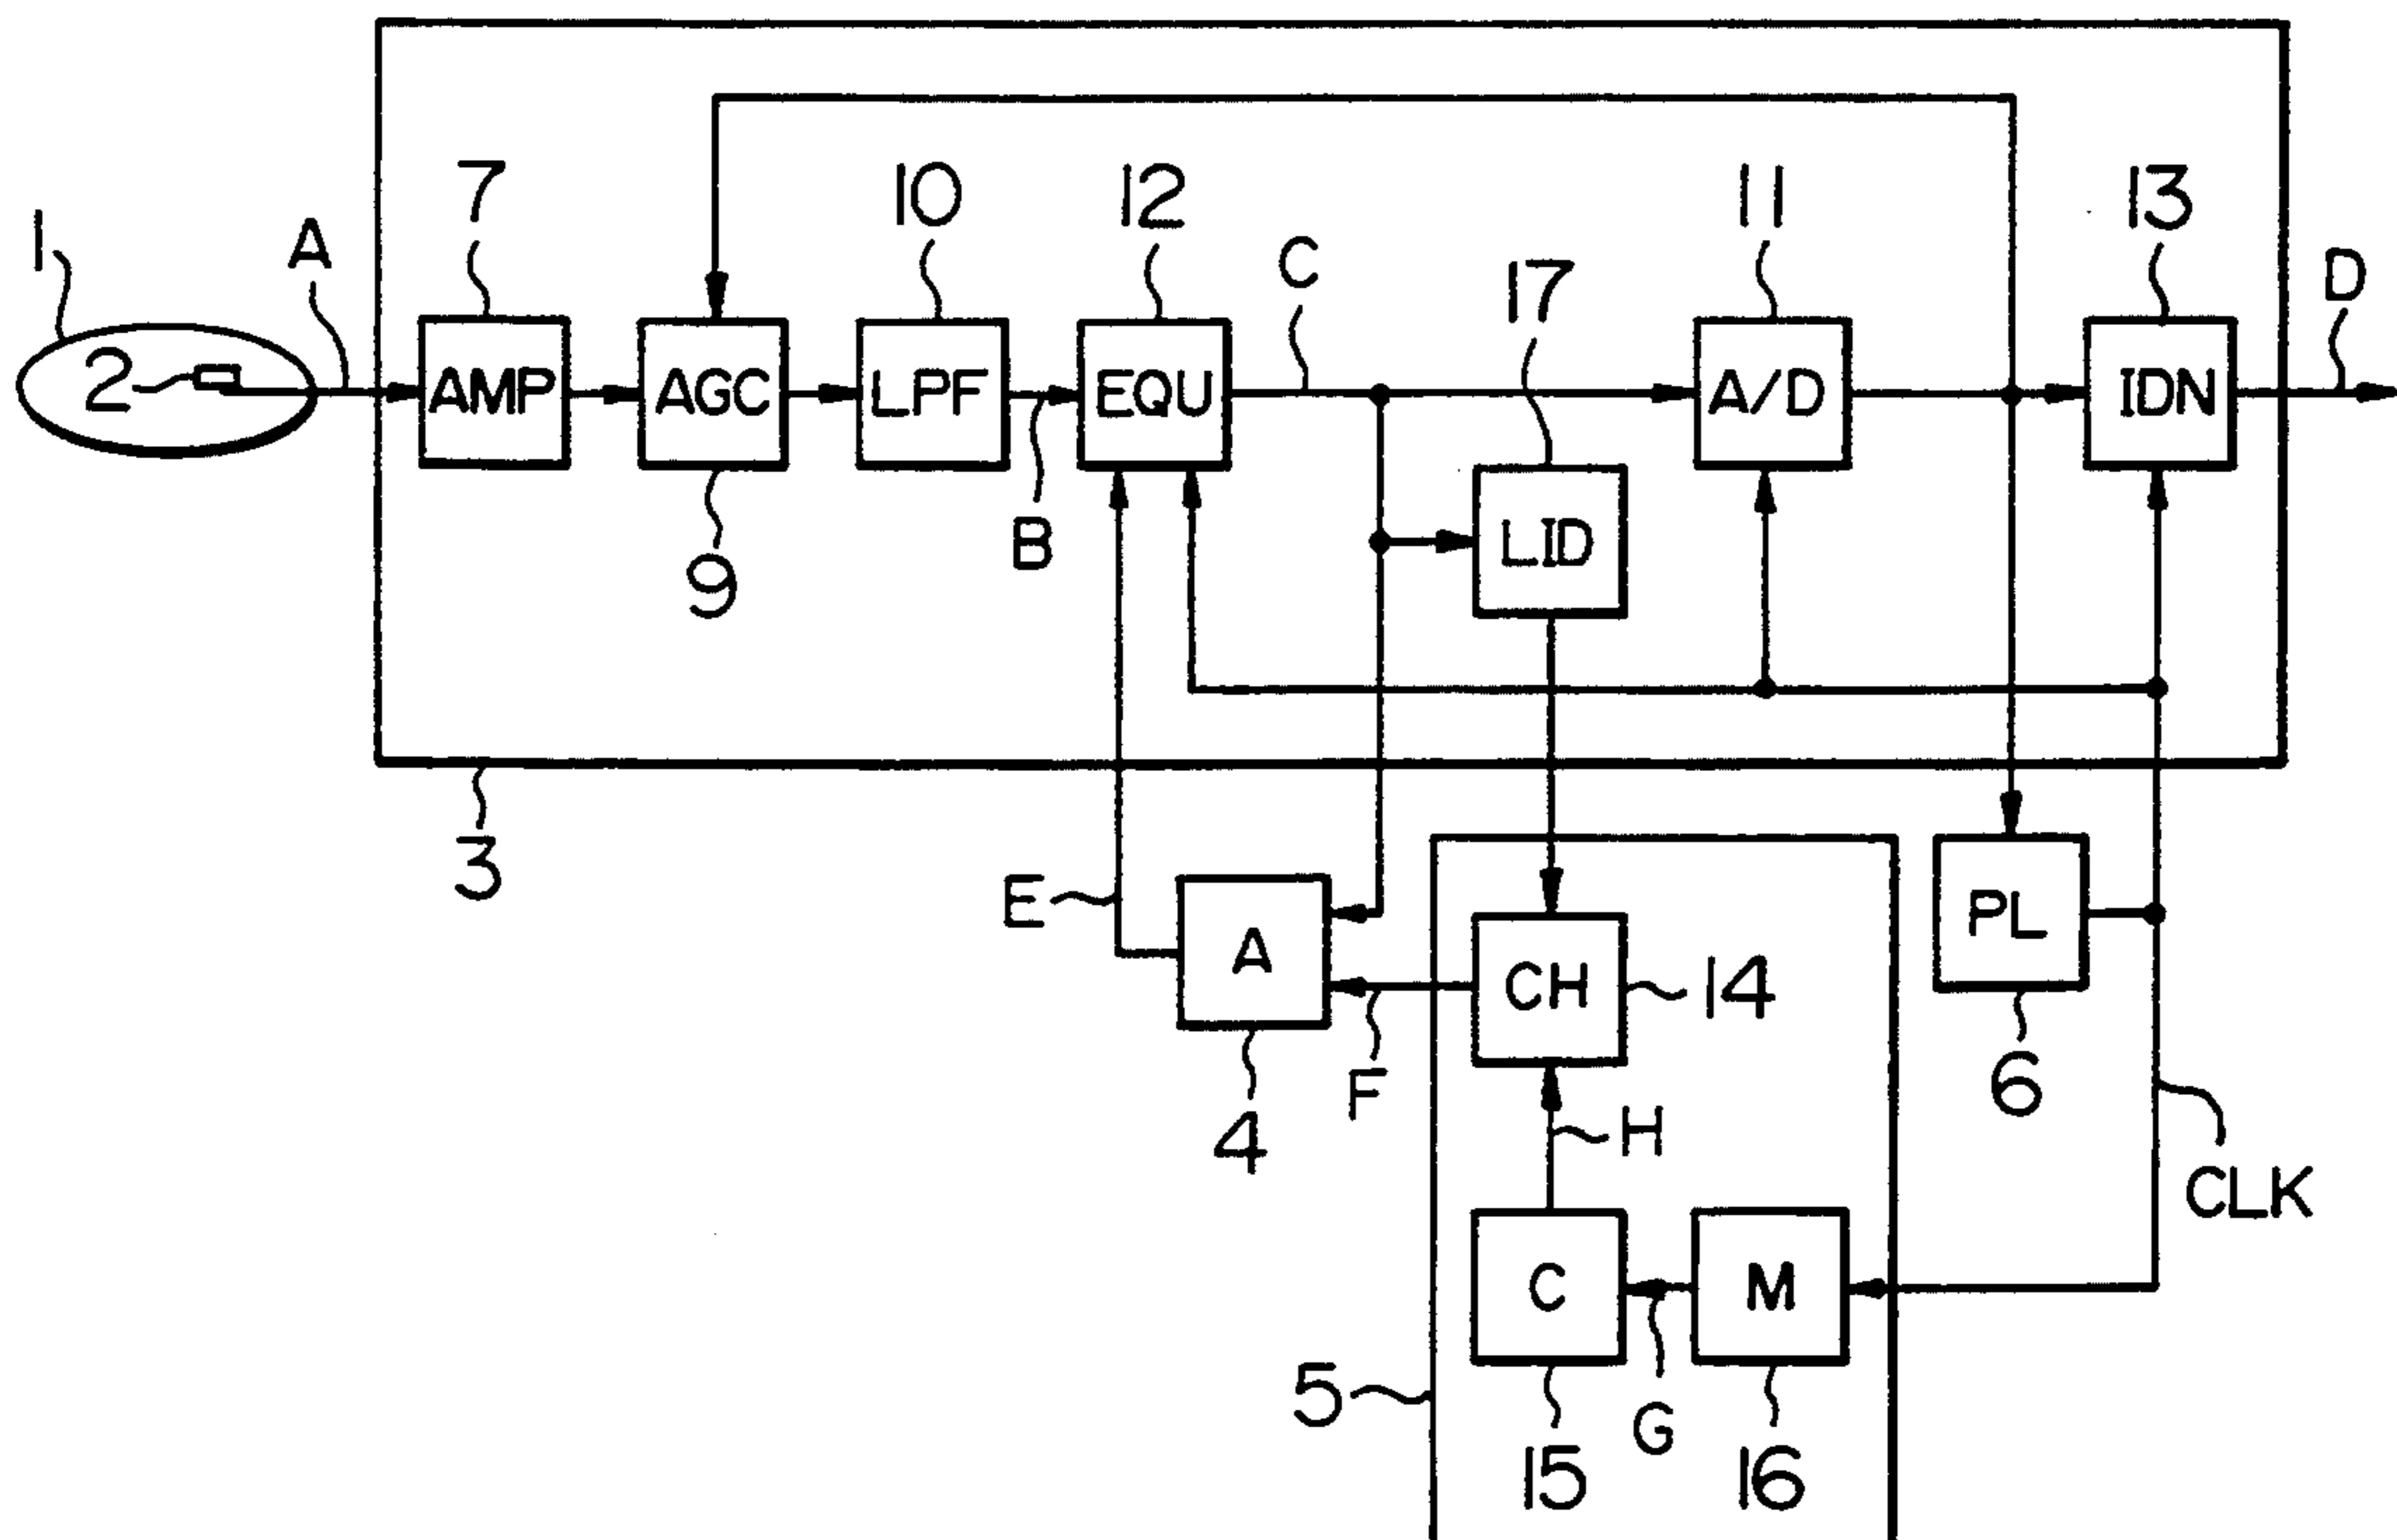 7 10 12 11 13
1 A C 17 D
2 AMP AGC LPF EQU A/D IDN
B LID
9
3
E A CH 14 PL
F 6
4 H CLK
C M
5 G
15 16